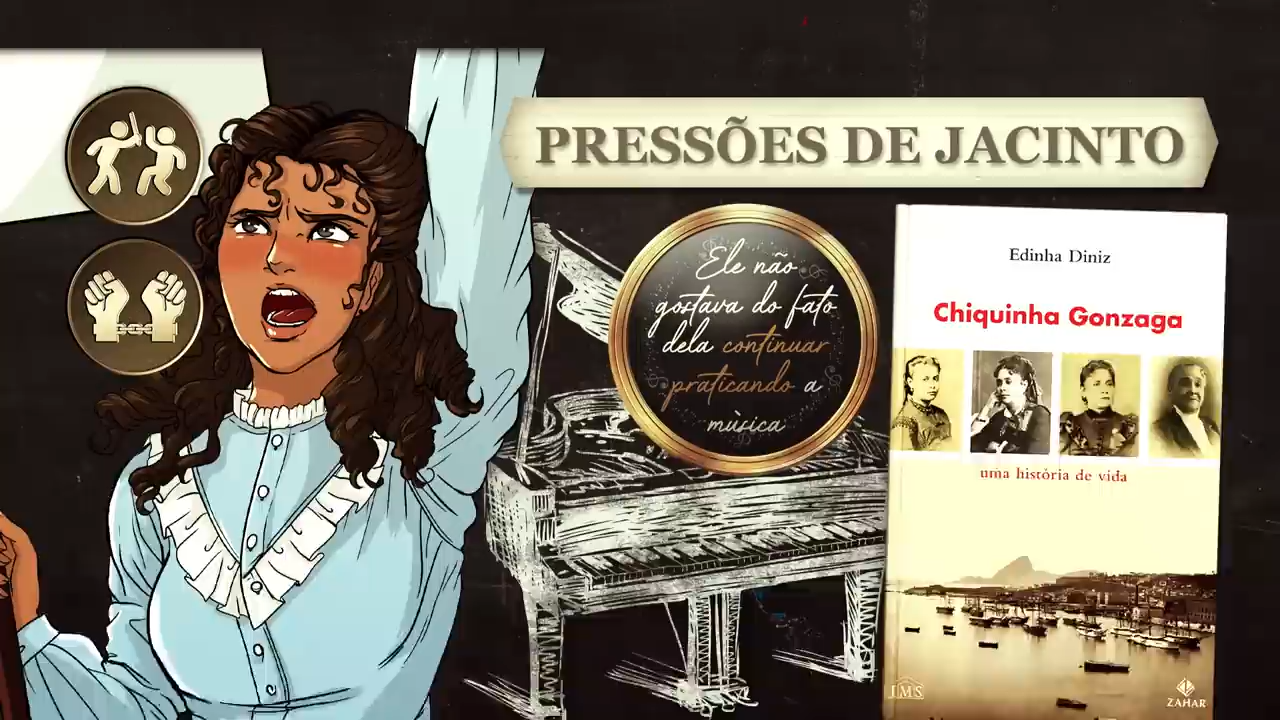 PRESSÕES DE JACINTO
Ele não
gostava do fato
dela continuar
praticando a
música
Edinha Diniz
Chiquinha Gonzaga
uma história de vida
IMS
ZAHAR